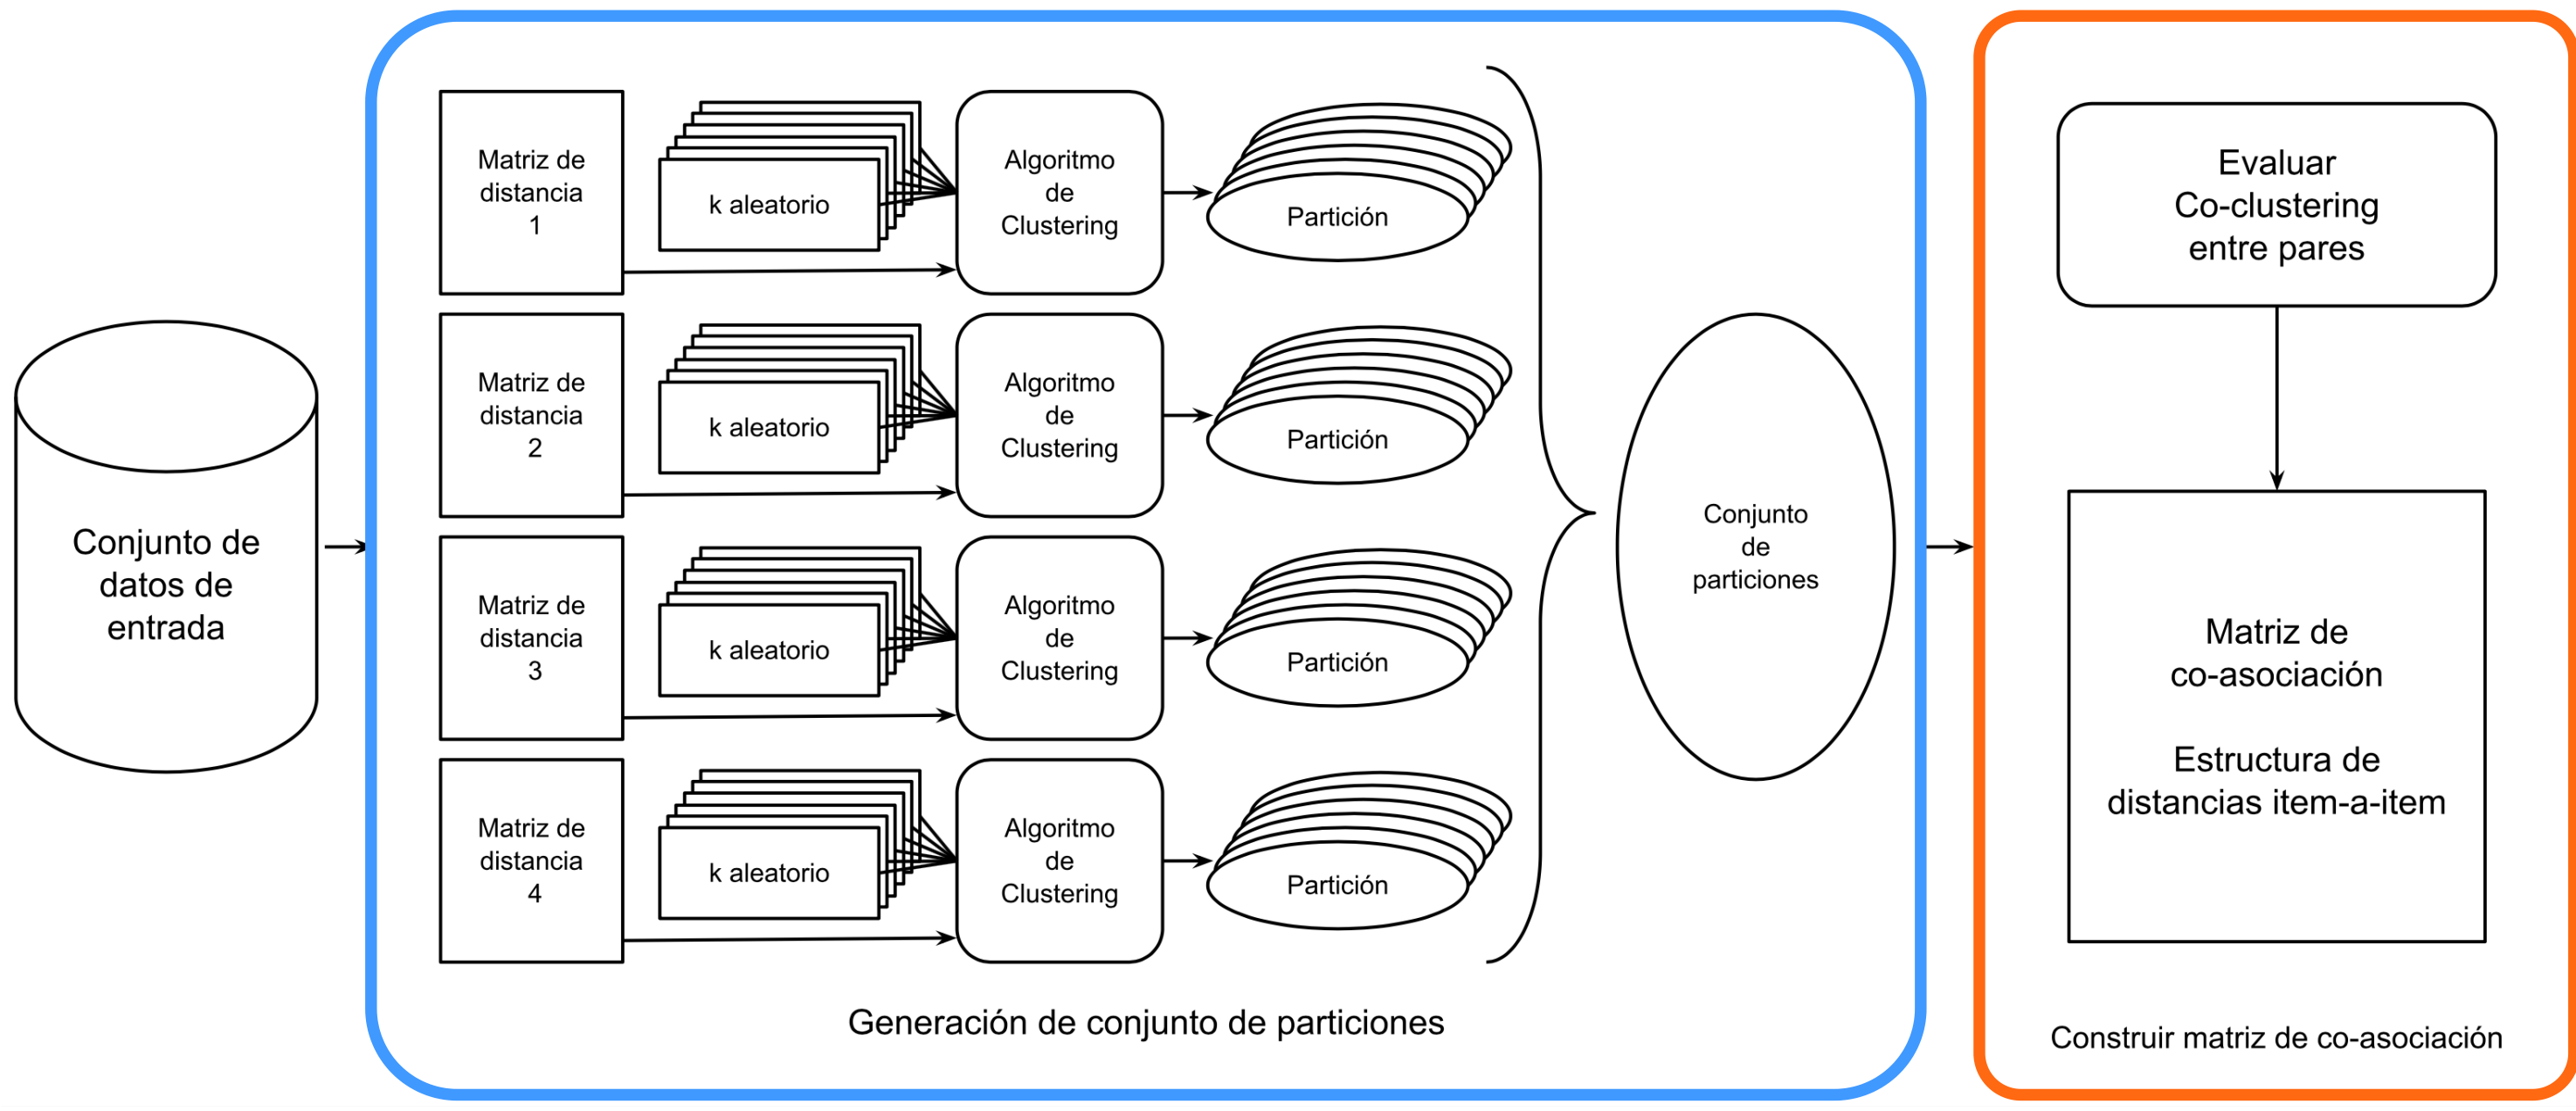 Conjunto de
datos de
entrada
Matriz de
distancia
1
k aleatorio
Algoritmo
de
Clustering
Partición
Matriz de
distancia
2
k aleatorio
Algoritmo
de
Clustering
Partición
Matriz de
distancia
3
k aleatorio
Algoritmo
de
Clustering
Partición
Matriz de
distancia
4
k aleatorio
Algoritmo
de
Clustering
Partición
Conjunto
de
particiones
Generación de conjunto de particiones
Evaluar
Co-clustering
entre pares
Matriz de
co-asociación
Estructura de
distancias item-a-item
Construir matriz de co-asociación